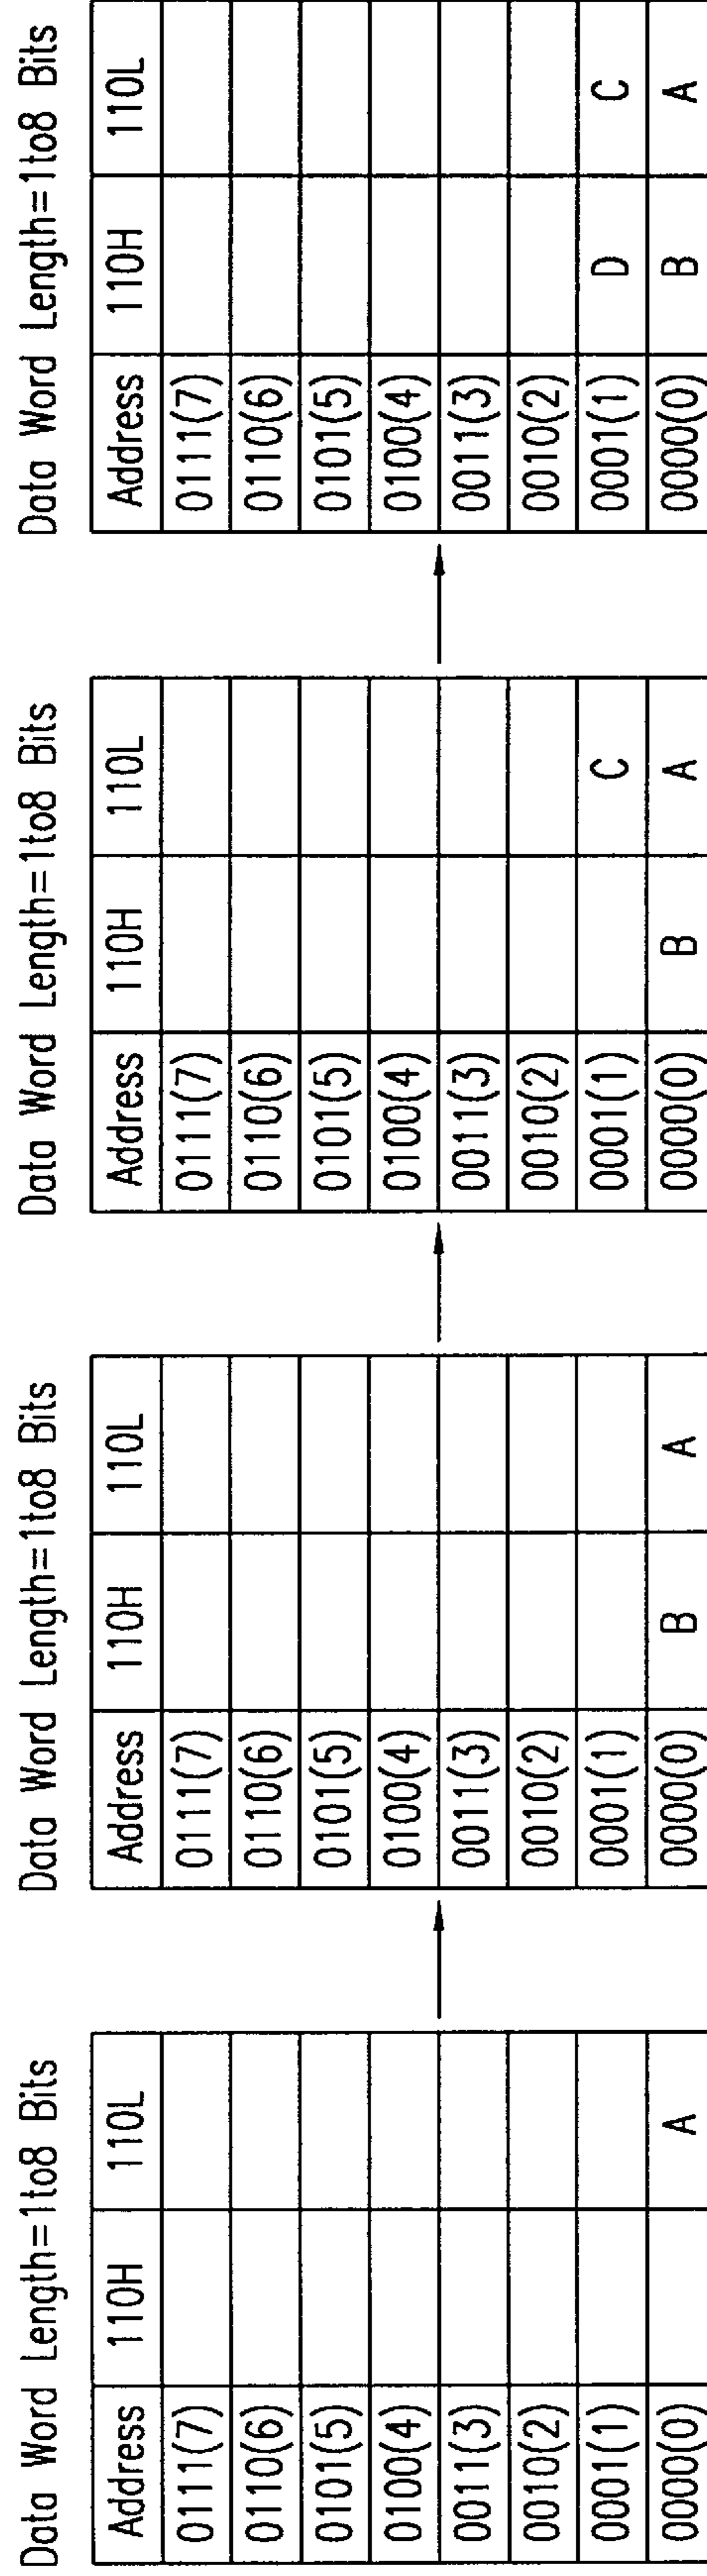 Data Word Length=1to8 Bits
Address 110H 110L
0111(7)
0110(6)
0101(5)
0100(4)
0011(3)
0010(2)
0001(1)
0000(0) A
Data Word Length=1to8 Bits
Address 110H 110L
0111(7)
0110(6)
0101(5)
0100(4)
0011(3)
0010(2)
0001(1)
0000(0) B A
Data Word Length=1to8 Bits
Address 110H 110L
0111(7)
0110(6)
0101(5)
0100(4)
0011(3)
0010(2)
0001(1) C
0000(0) B A
Data Word Length=1to8 Bits
Address 110H 110L
0111(7)
0110(6)
0101(5)
0100(4)
0011(3)
0010(2)
0001(1) D C
0000(0) B A